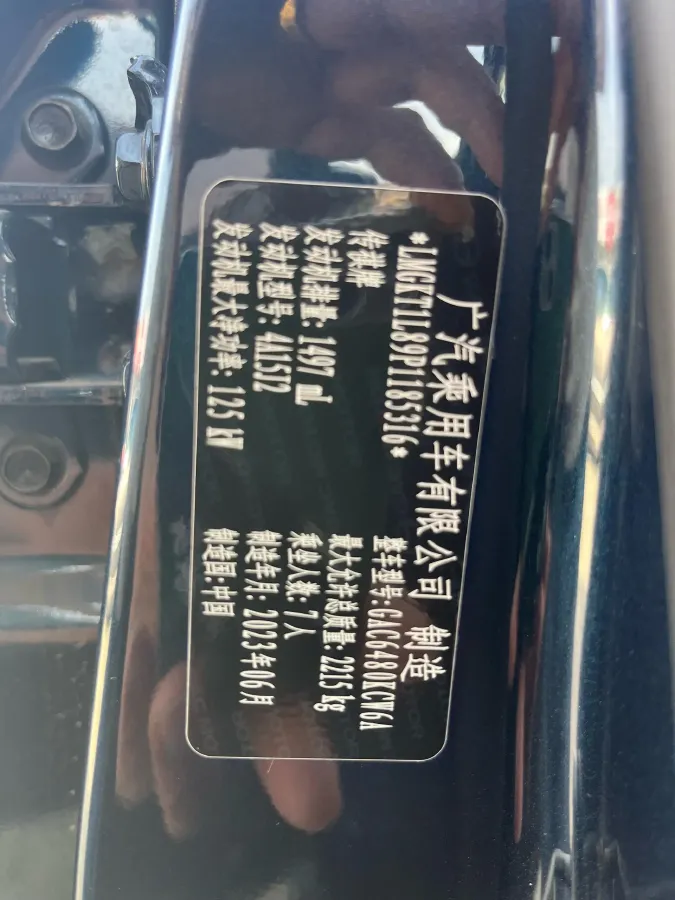 广汽乘用车有限公司 制造
*LMGKT1L89P1185316*
传祺牌 整车型号:GAC6480KCW6A
发动机排量: 1497 mL 最大允许总质量: 2215 kg
发动机型号: 4A15J2 乘坐人数: 7人
发动机最大净功率: 125 kW 制造年月: 2023年06月
制造国:中国